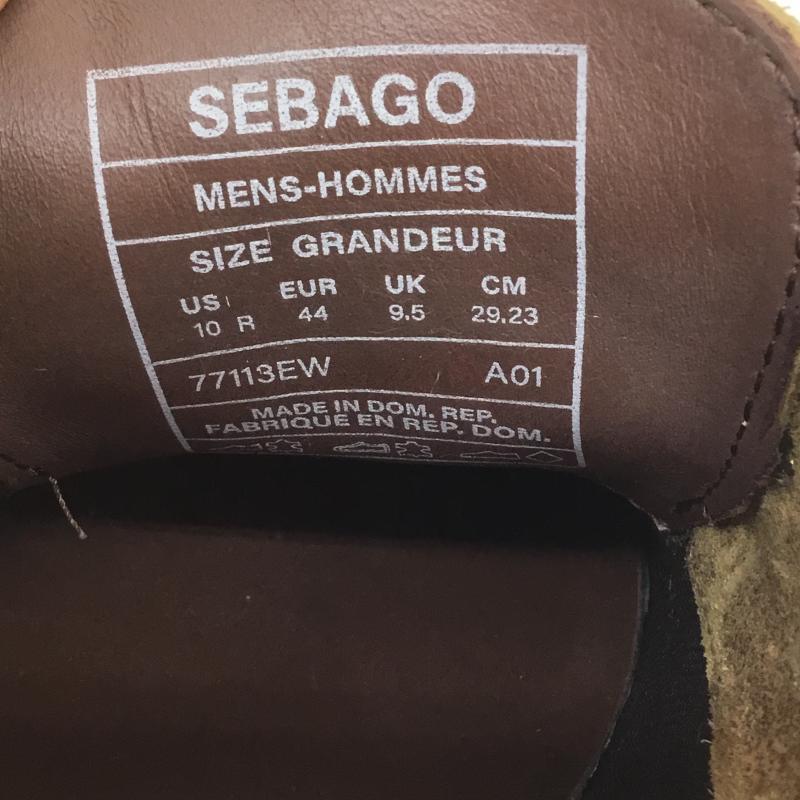 SEBAGO
MENS-HOMMES
SIZE GRANDEUR
US EUR UK CM
10 R 44 9.5 29.23
77113EW A01
MADE IN DOM. REP.
FABRIQUE EN REP. DOM.